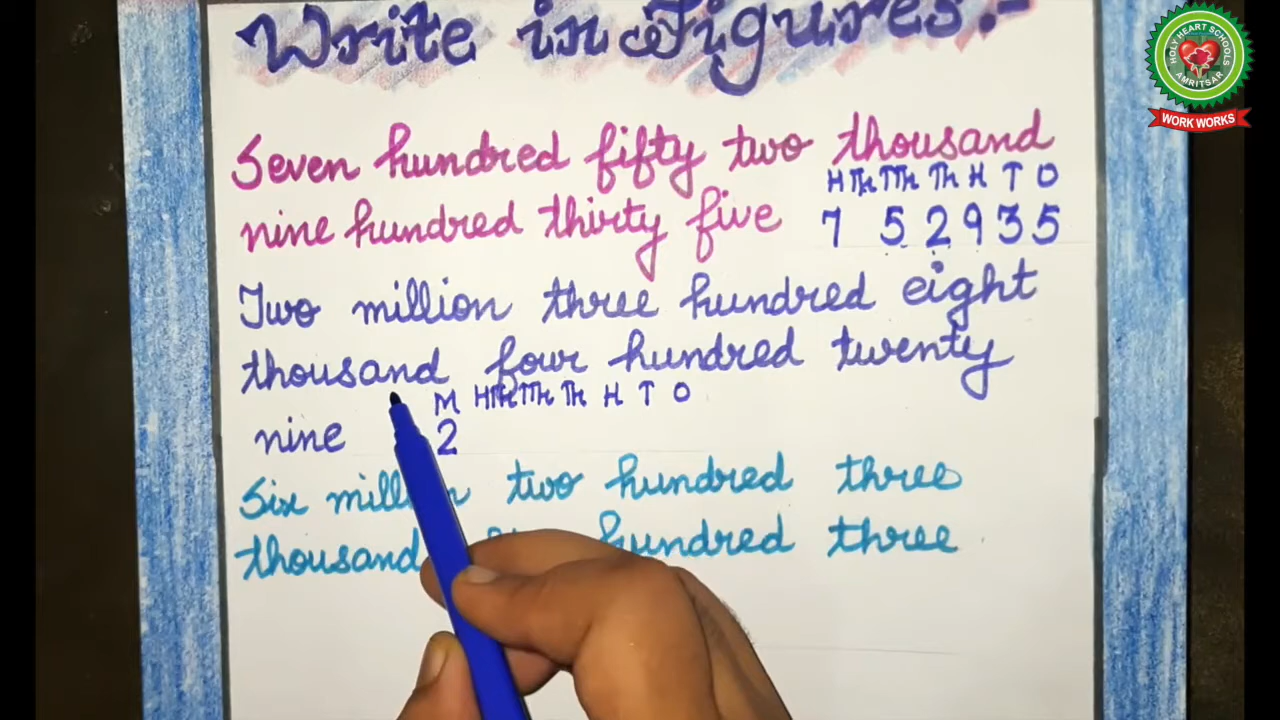 Write in Figures:-
HOLY HEART SCHOOLS
AMRITSAR
WORK WORKS
Seven hundred fifty two thousand
H Th T Th Th H T O
nine hundred thirty five 7 5 2 9 3 5
Two million three hundred eight
thousand four hundred twenty
M H Th T Th Th H T O
nine 2
Six million two hundred three
thousand hundred three